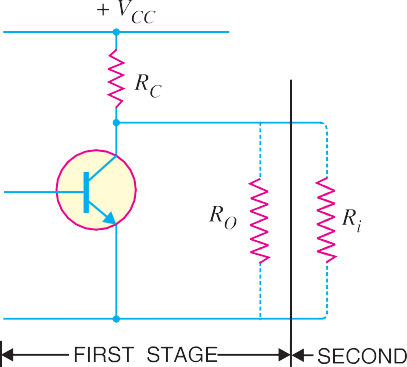 + V_CC
R_C
R_O
R_i
FIRST STAGE
SECOND